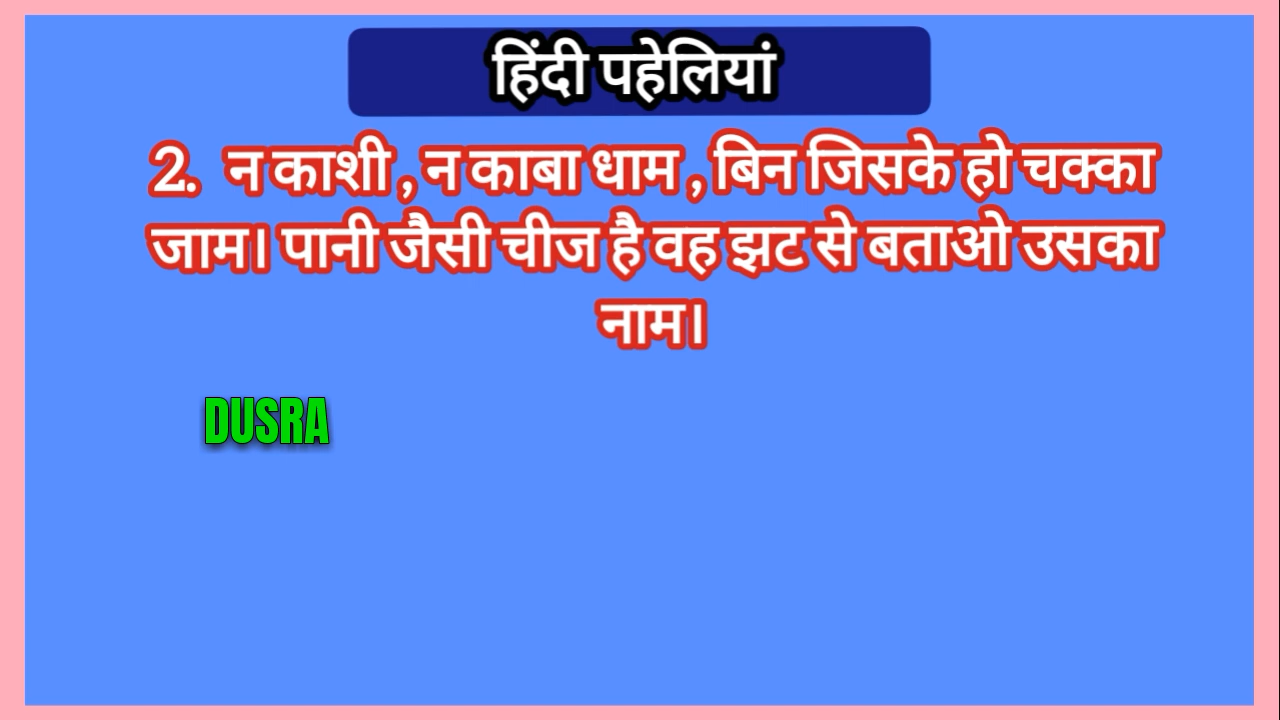 हिंदी पहेलियां
2. न काशी , न काबा धाम , बिन जिसके हो चक्का
जाम। पानी जैसी चीज है वह झट से बताओ उसका
नाम।
DUSRA